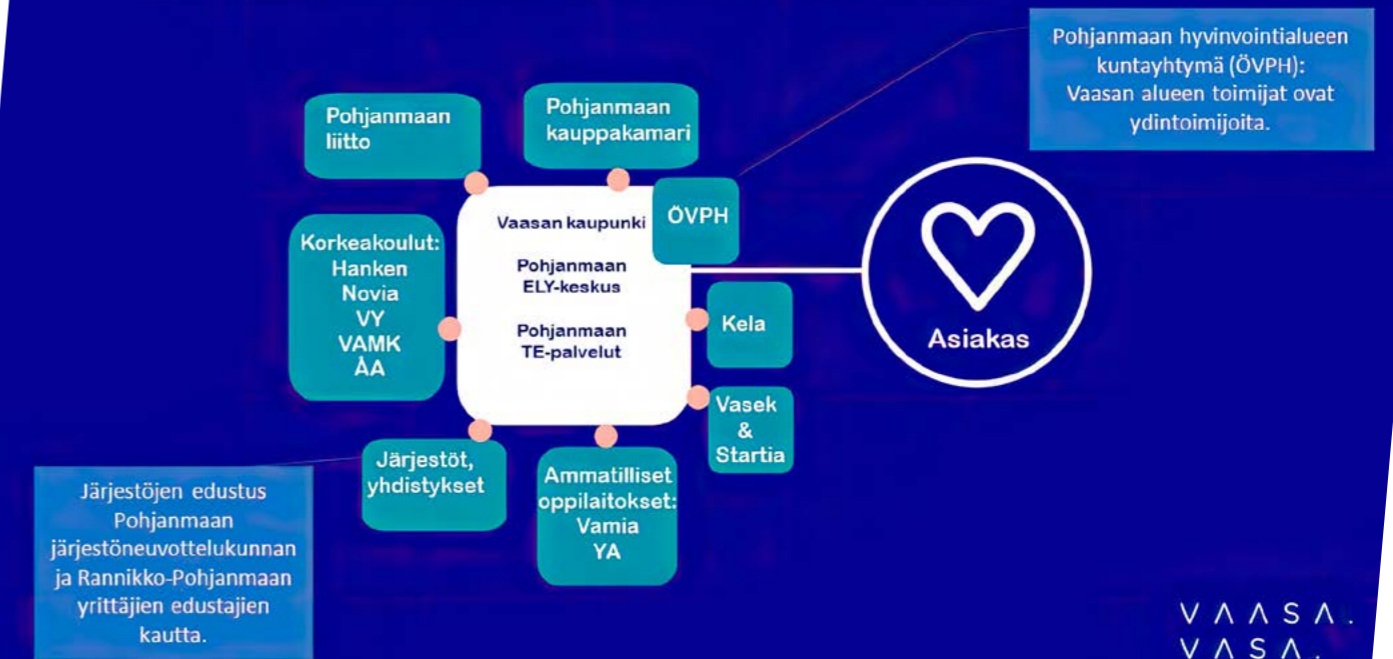 Pohjanmaan hyvinvointialueen
kuntayhtymä (ÖVPH):
Vaasan alueen toimijat ovat
ydintoimijoita.
Pohjanmaan
liitto
Pohjanmaan
kauppakamari
ÖVPH
Vaasan kaupunki
Pohjanmaan
ELY-keskus
Pohjanmaan
TE-palvelut
Korkeakoulut:
Hanken
Novia
VY
VAMK
ÅA
Kela
Asiakas
Vasek
&
Startia
Järjestöt,
yhdistykset
Ammatilliset
oppilaitokset:
Vamia
YA
Järjestöjen edustus
Pohjanmaan
järjestöneuvottelukunnan
ja Rannikko-Pohjanmaan
yrittäjien edustajien
kautta.
VAASA.
VASA.